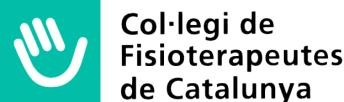 Col·legi de
Fisioterapeutes
de Catalunya